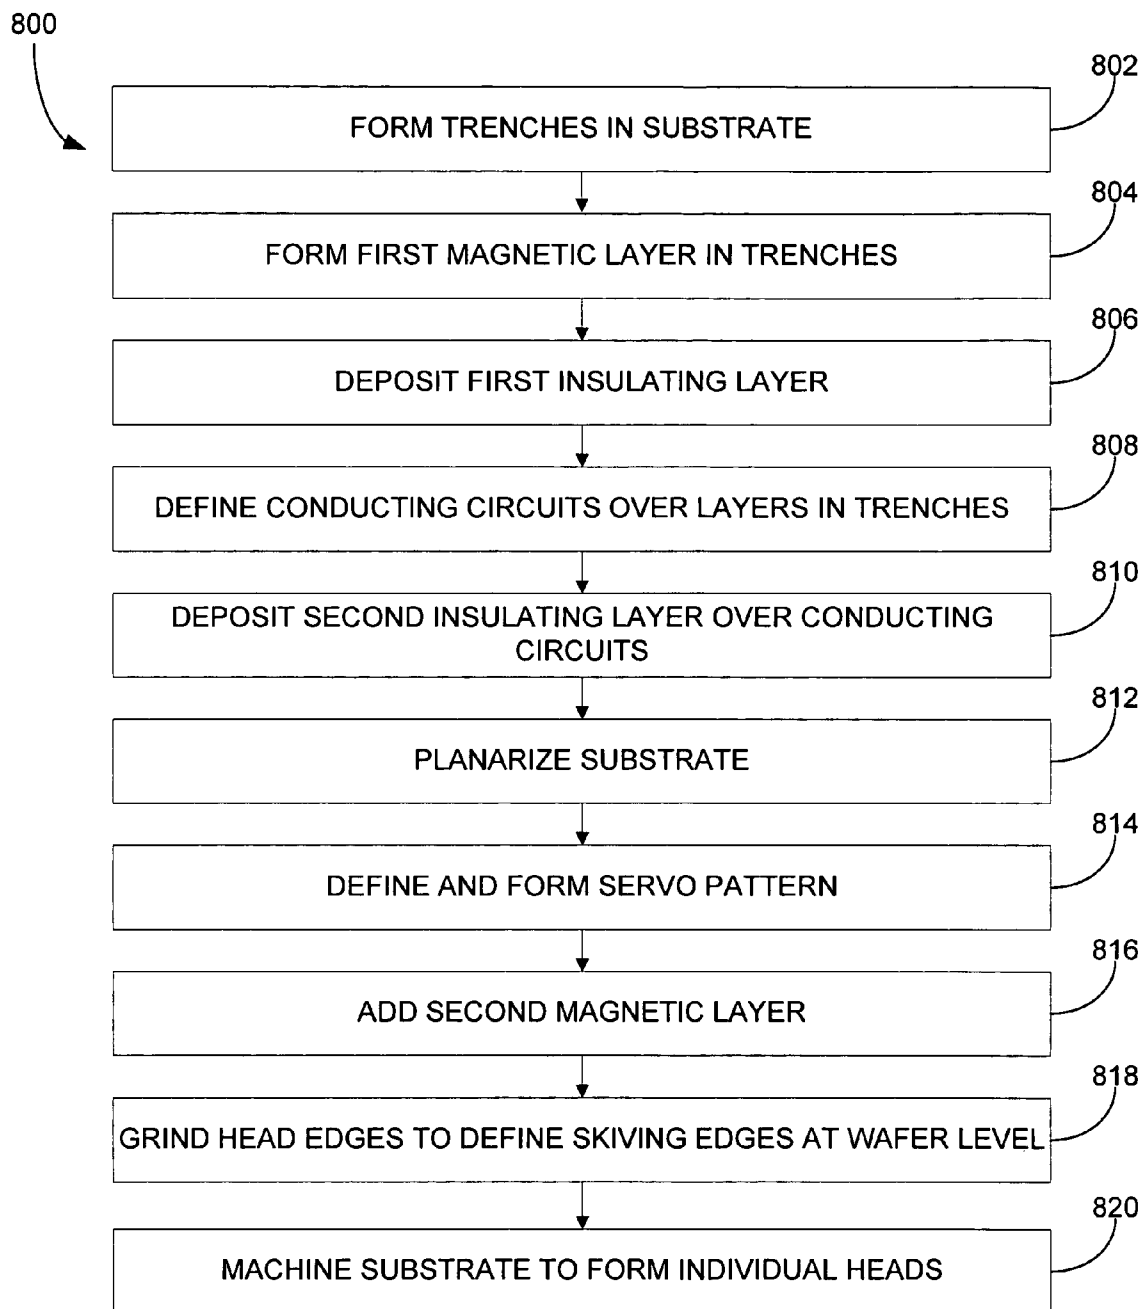 800
802
FORM TRENCHES IN SUBSTRATE
804
FORM FIRST MAGNETIC LAYER IN TRENCHES
806
DEPOSIT FIRST INSULATING LAYER
808
DEFINE CONDUCTING CIRCUITS OVER LAYERS IN TRENCHES
810
DEPOSIT SECOND INSULATING LAYER OVER CONDUCTING
CIRCUITS
812
PLANARIZE SUBSTRATE
814
DEFINE AND FORM SERVO PATTERN
816
ADD SECOND MAGNETIC LAYER
818
GRIND HEAD EDGES TO DEFINE SKIVING EDGES AT WAFER LEVEL
820
MACHINE SUBSTRATE TO FORM INDIVIDUAL HEADS